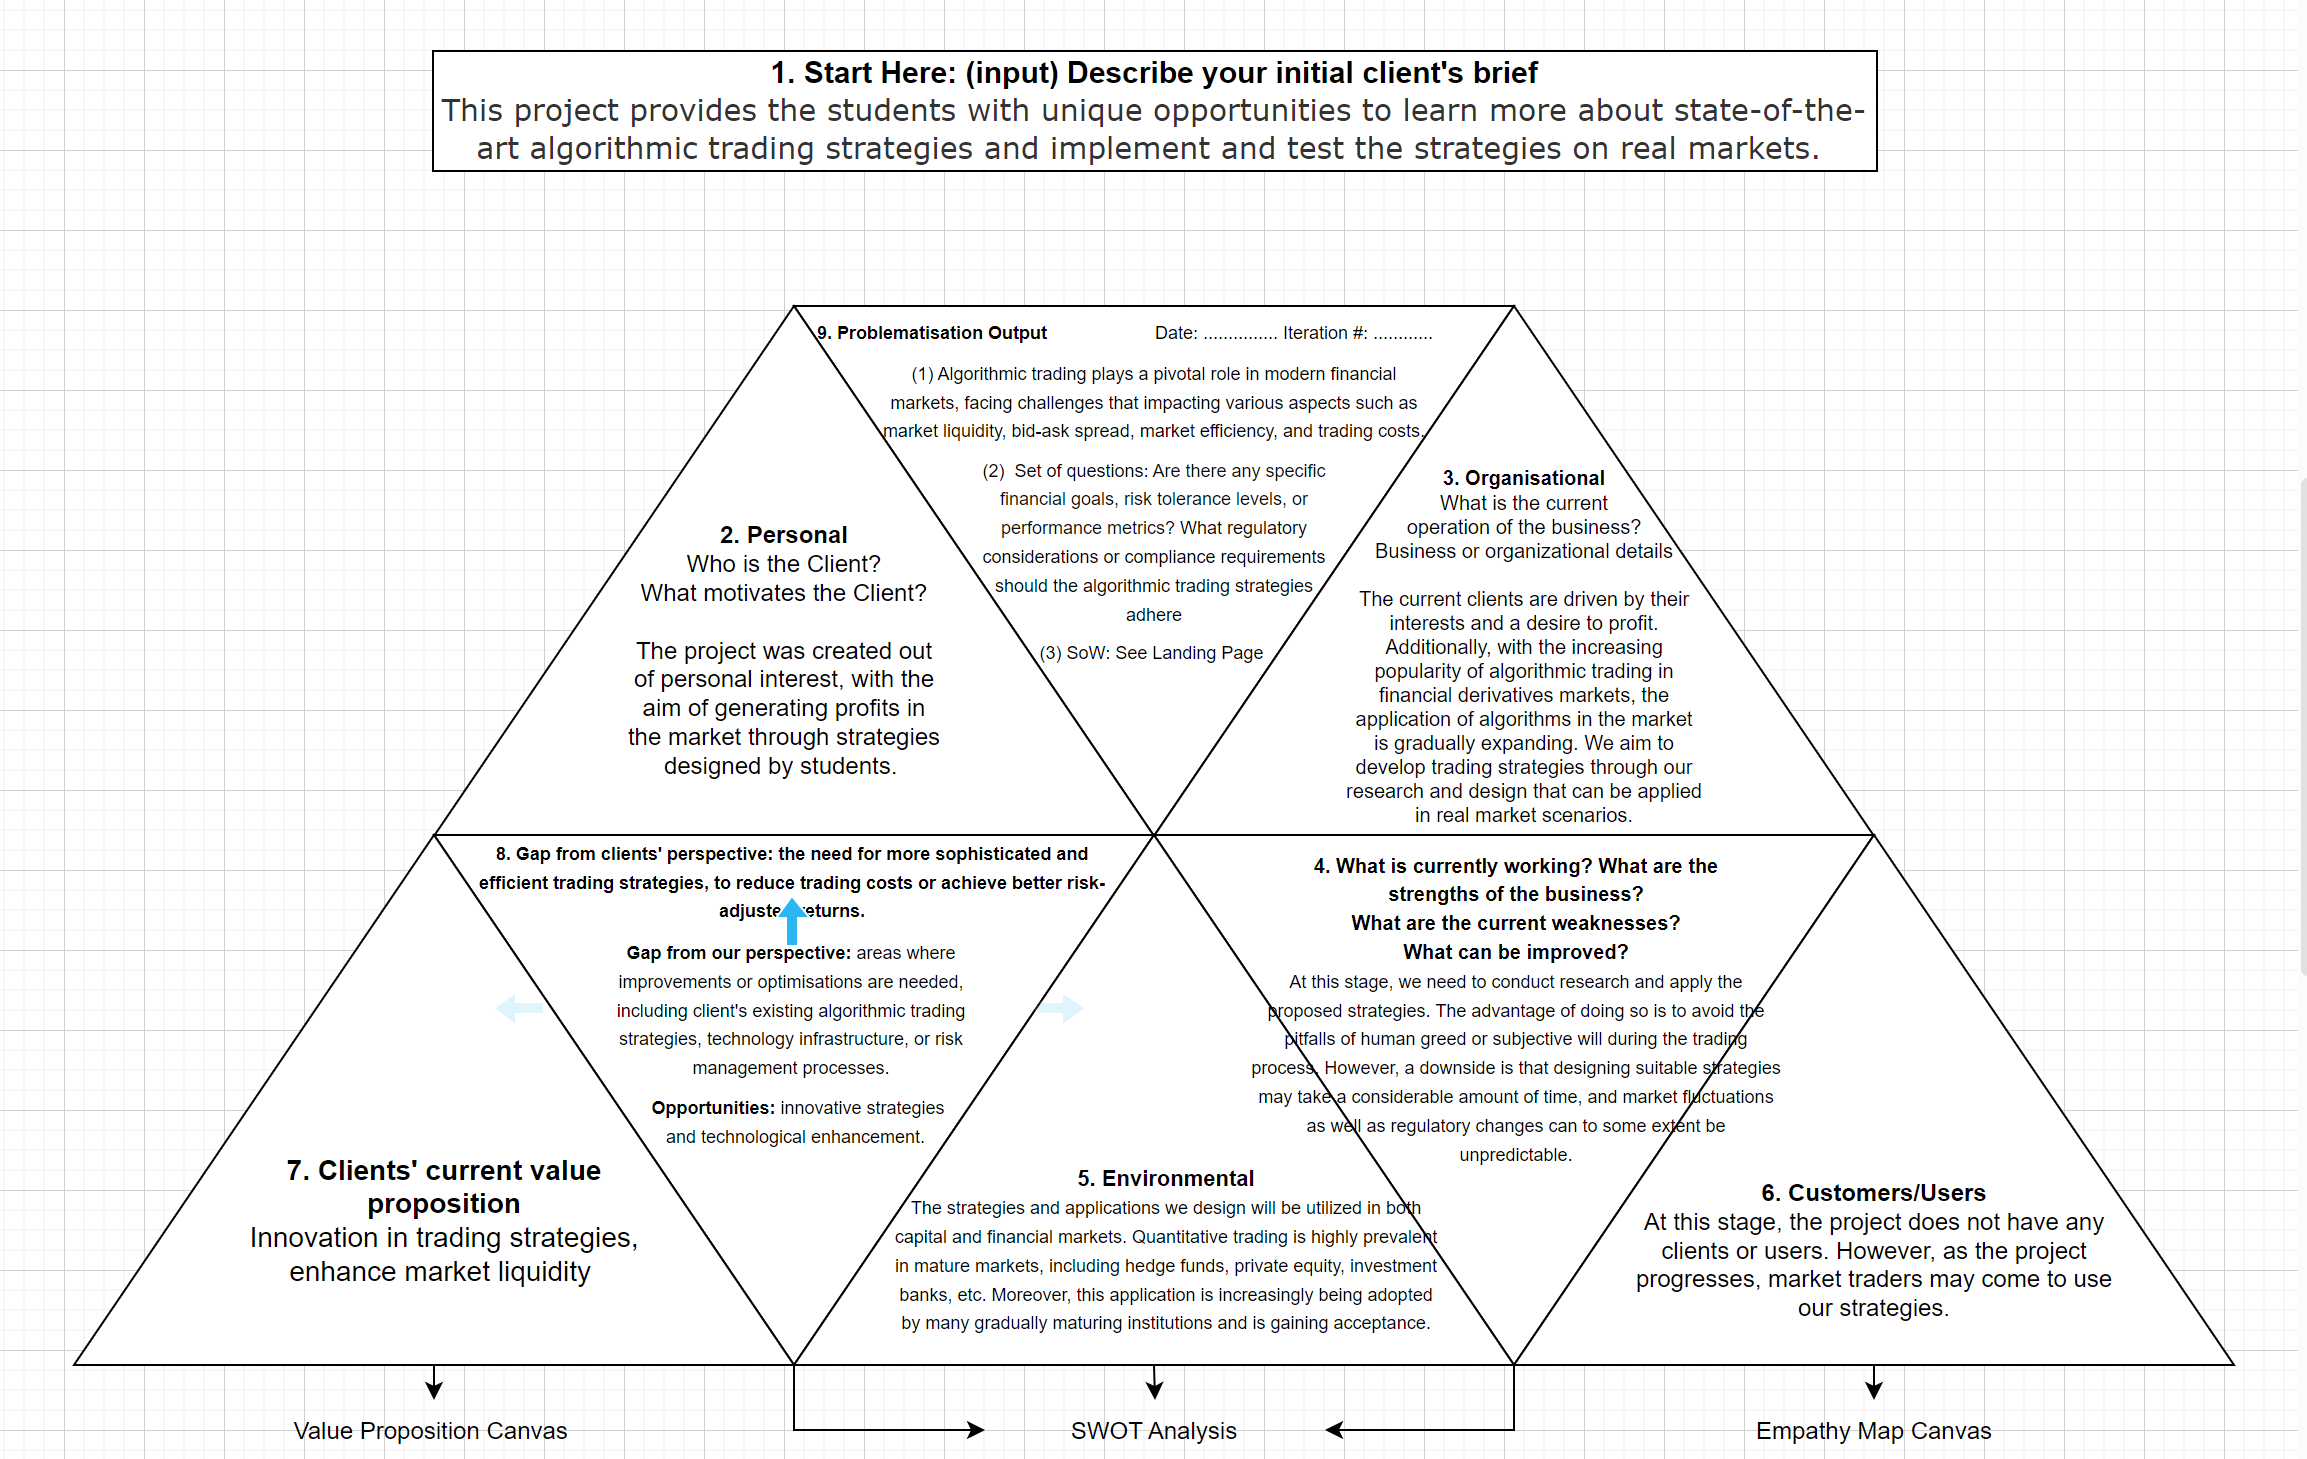 1. Start Here: (input) Describe your initial client's brief
This project provides the students with unique opportunities to learn more about state-of-the-
art algorithmic trading strategies and implement and test the strategies on real markets.
9. Problematisation Output Date: ............... Iteration #: ............
(1) Algorithmic trading plays a pivotal role in modern financial
markets, facing challenges that impacting various aspects such as
market liquidity, bid-ask spread, market efficiency, and trading costs.
(2) Set of questions: Are there any specific
financial goals, risk tolerance levels, or
performance metrics? What regulatory
considerations or compliance requirements
should the algorithmic trading strategies
adhere
(3) SoW: See Landing Page
2. Personal
Who is the Client?
What motivates the Client?
The project was created out
of personal interest, with the
aim of generating profits in
the market through strategies
designed by students.
3. Organisational
What is the current
operation of the business?
Business or organizational details
The current clients are driven by their
interests and a desire to profit.
Additionally, with the increasing
popularity of algorithmic trading in
financial derivatives markets, the
application of algorithms in the market
is gradually expanding. We aim to
develop trading strategies through our
research and design that can be applied
in real market scenarios.
8. Gap from clients' perspective: the need for more sophisticated and
efficient trading strategies, to reduce trading costs or achieve better risk-
adjusted returns.
Gap from our perspective: areas where
improvements or optimisations are needed,
including client's existing algorithmic trading
strategies, technology infrastructure, or risk
management processes.
Opportunities: innovative strategies
and technological enhancement.
4. What is currently working? What are the
strengths of the business?
What are the current weaknesses?
What can be improved?
At this stage, we need to conduct research and apply the
proposed strategies. The advantage of doing so is to avoid the
pitfalls of human greed or subjective will during the trading
process. However, a downside is that designing suitable strategies
may take a considerable amount of time, and market fluctuations
as well as regulatory changes can to some extent be
unpredictable.
7. Clients' current value
proposition
Innovation in trading strategies,
enhance market liquidity
5. Environmental
The strategies and applications we design will be utilized in both
capital and financial markets. Quantitative trading is highly prevalent
in mature markets, including hedge funds, private equity, investment
banks, etc. Moreover, this application is increasingly being adopted
by many gradually maturing institutions and is gaining acceptance.
6. Customers/Users
At this stage, the project does not have any
clients or users. However, as the project
progresses, market traders may come to use
our strategies.
Value Proposition Canvas
SWOT Analysis
Empathy Map Canvas